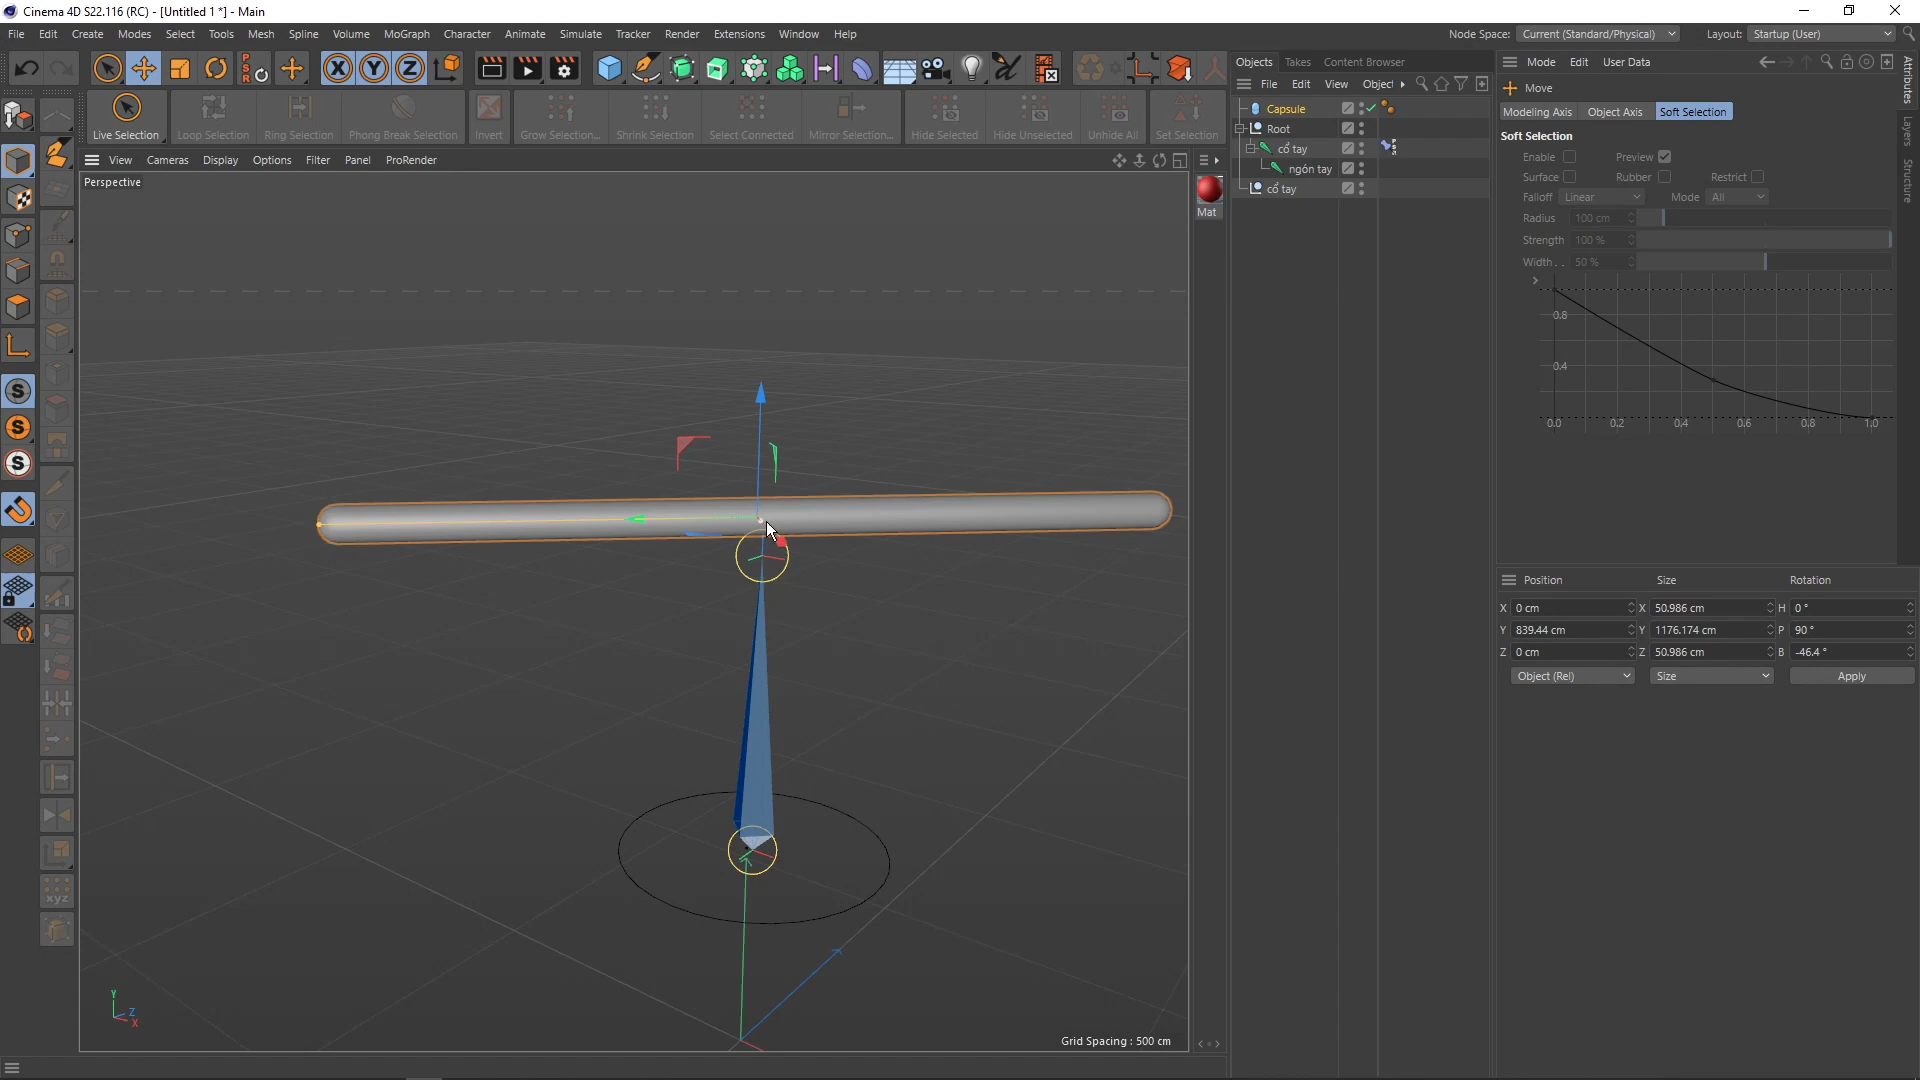 Cinema 4D S22.116 (RC) - [Untitled 1 *] - Main
File Edit Create Modes Select Tools Mesh Spline Volume MoGraph Character Animate Simulate Tracker Render Extensions Window Help
Node Space: Current (Standard/Physical) Layout: Startup (User)
PSR X Y Z
Live Selection Loop Selection Ring Selection Phong Break Selection Invert Grow Selection... Shrink Selection Select Connected Mirror Selection... Hide Selected Hide Unselected Unhide All Set Selection
View Cameras Display Options Filter Panel ProRender
Perspective
Grid Spacing : 500 cm
Y
Z
X
S
S
S
xyz
Mat
Objects Takes Content Browser
File Edit View Object
Capsule
Root
cổ tay
ngón tay
cổ tay
Mode Edit User Data
Move
Modeling Axis Object Axis Soft Selection
Soft Selection
Enable Preview
Surface Rubber Restrict
Falloff Linear Mode All
Radius 100 cm
Strength 100 %
Width . . 50 %
0.8
0.4
0.0 0.2 0.4 0.6 0.8 1.0
Position Size Rotation
X 0 cm X 50.986 cm H 0 °
Y 839.44 cm Y 1176.174 cm P 90 °
Z 0 cm Z 50.986 cm B -46.4 °
Object (Rel) Size Apply
Attributes
Layers
Structure